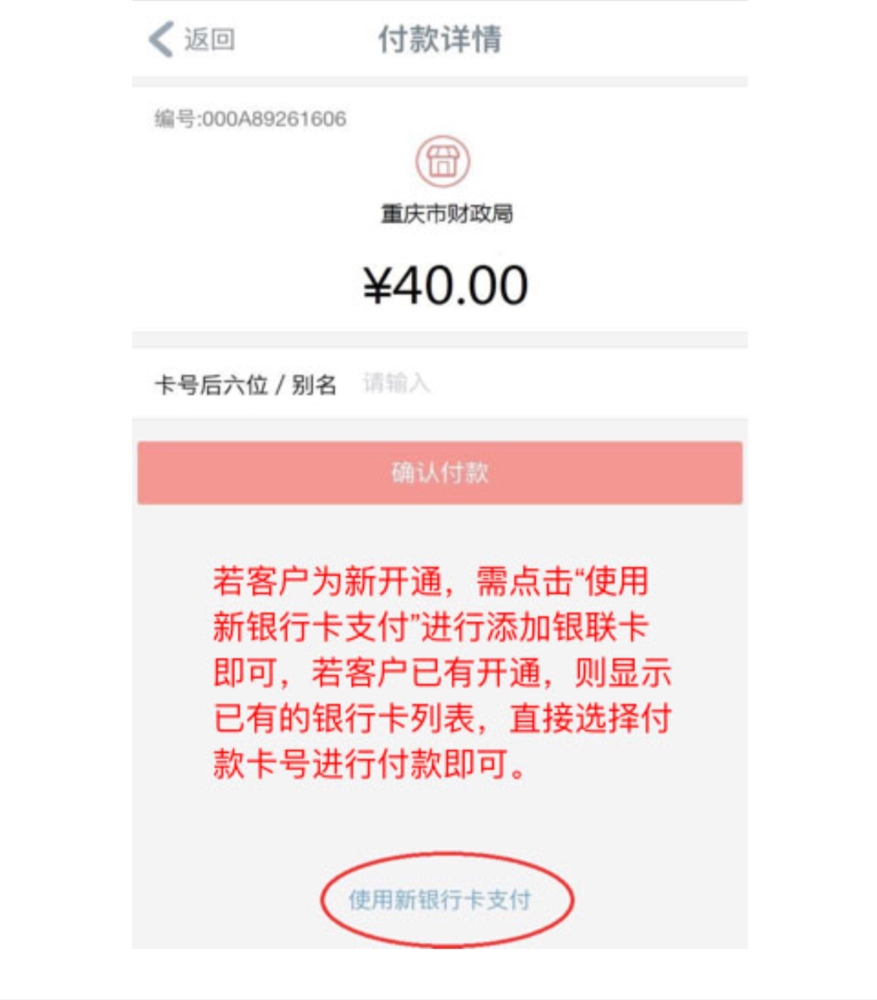 返回
付款详情
编号:000A89261606
重庆市财政局
¥40.00
卡号后六位 / 别名 请输入
确认付款
若客户为新开通，需点击“使用
新银行卡支付”进行添加银联卡
即可，若客户已有开通，则显示
已有的银行卡列表，直接选择付
款卡号进行付款即可。
使用新银行卡支付